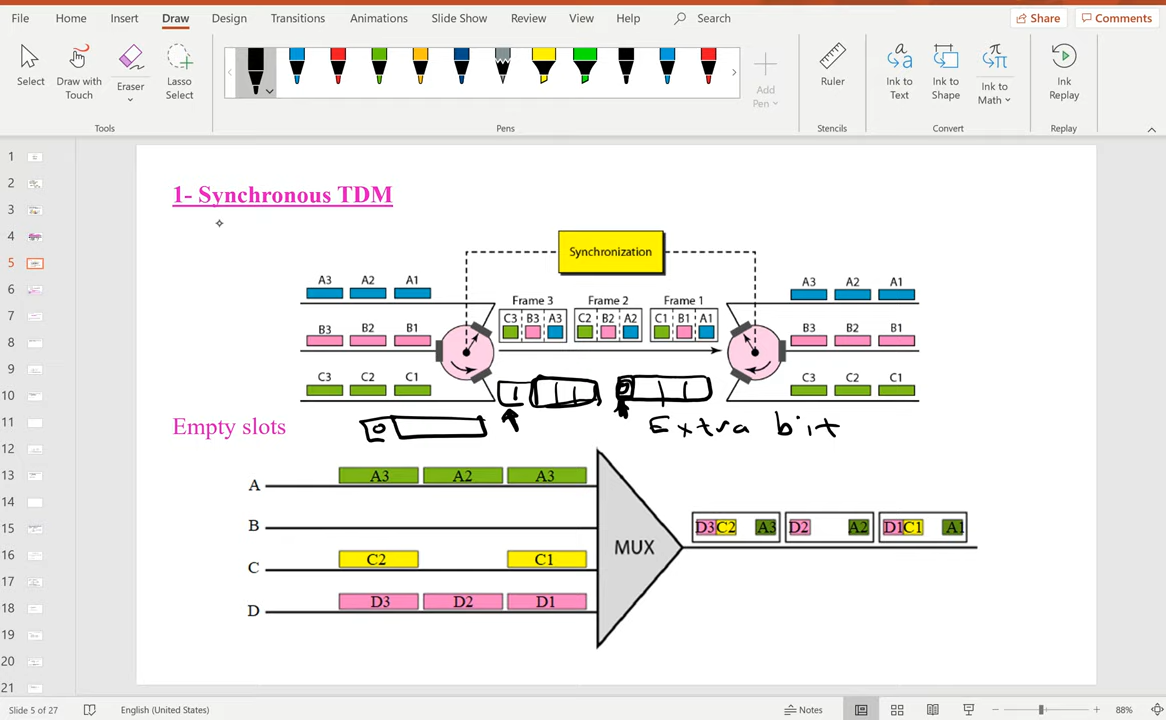 File Home Insert Draw Design Transitions Animations Slide Show Review View Help Search Share Comments
Select Draw with Touch Eraser Lasso Select Add Pen Ruler Ink to Text Ink to Shape Ink to Math Ink Replay
Tools Pens Stencils Convert Replay
1
2
3
4
5
6
7
8
9
10
11
12
13
14
15
16
17
18
19
20
21
1- Synchronous TDM
Synchronization
A3 A2 A1
Frame 3 Frame 2 Frame 1
A3 A2 A1
C3 B3 A3 C2 B2 A2 C1 B1 A1
B3 B2 B1
B3 B2 B1
C3 C2 C1
C3 C2 C1
1 0
Empty slots
0
Extra bit
A A3 A2 A3
B
C C2 C1
D D3 D2 D1
MUX
D3 C2 A3 D2 A2 D1 C1 A1
Slide 5 of 27 English (United States) Notes 88%